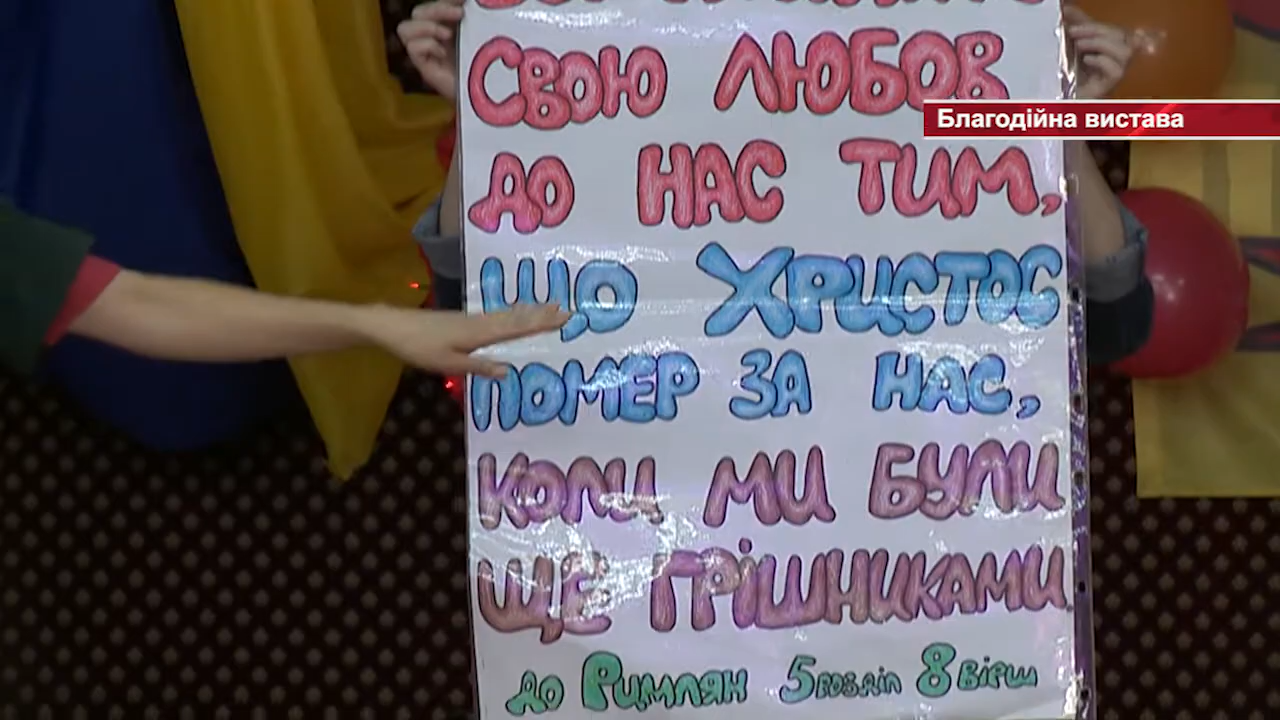 СВОЮ ЛЮБОВ
Благодійна вистава
ДО НАС ТИМ,
ЩО ХРИСТОС
ПОМЕР ЗА НАС,
КОЛИ МИ БУЛИ
ЩЕ ГРІШНИКАМИ
до Римлян 5 розділ 8 вірш